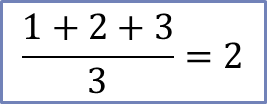 1 + 2 + 3
3
= 2